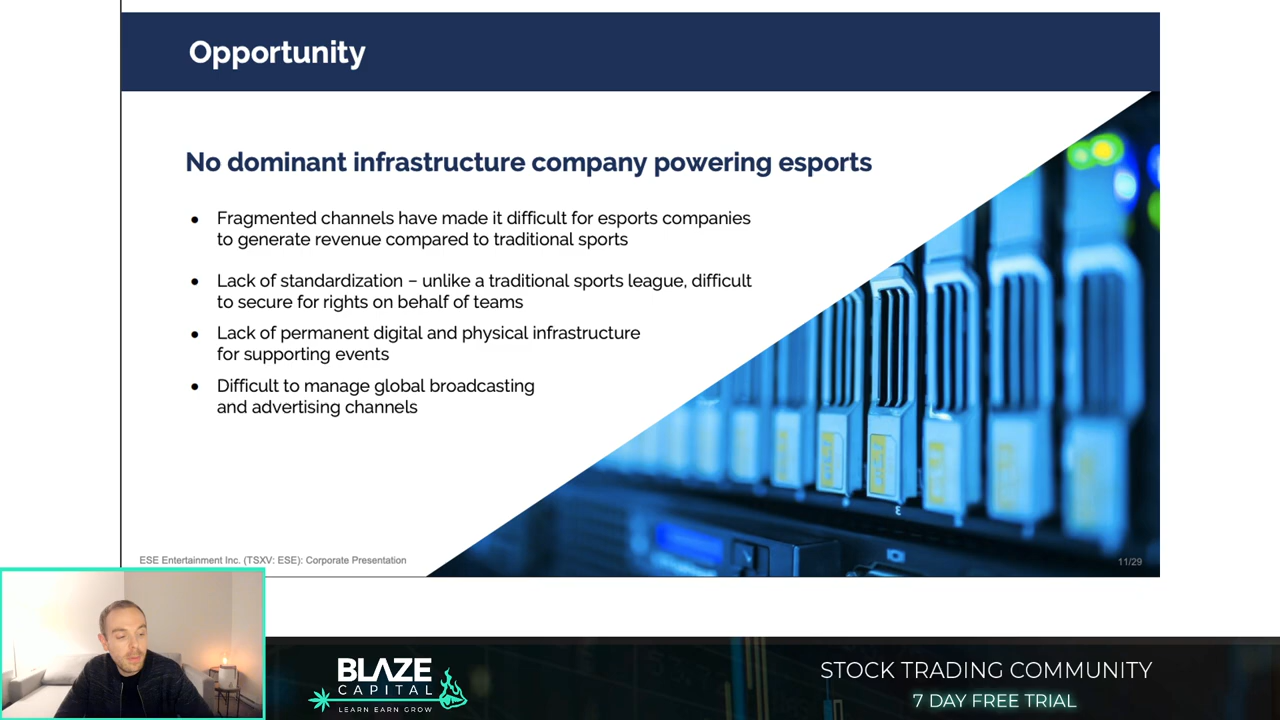 Opportunity
No dominant infrastructure company powering esports
● Fragmented channels have made it difficult for esports companies
to generate revenue compared to traditional sports
● Lack of standardization – unlike a traditional sports league, difficult
to secure for rights on behalf of teams
● Lack of permanent digital and physical infrastructure
for supporting events
● Difficult to manage global broadcasting
and advertising channels
ESE Entertainment Inc. (TSXV: ESE): Corporate Presentation
11/29
BLAZE
CAPITAL
LEARN EARN GROW
STOCK TRADING COMMUNITY
7 DAY FREE TRIAL